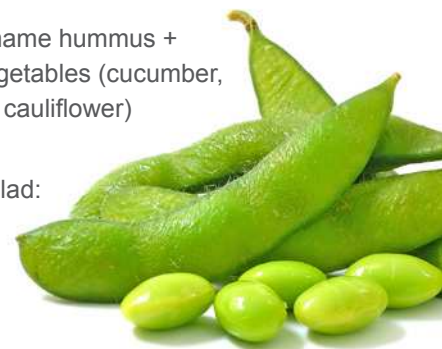 name hummus +
getables (cucumber,
cauliflower)
lad: